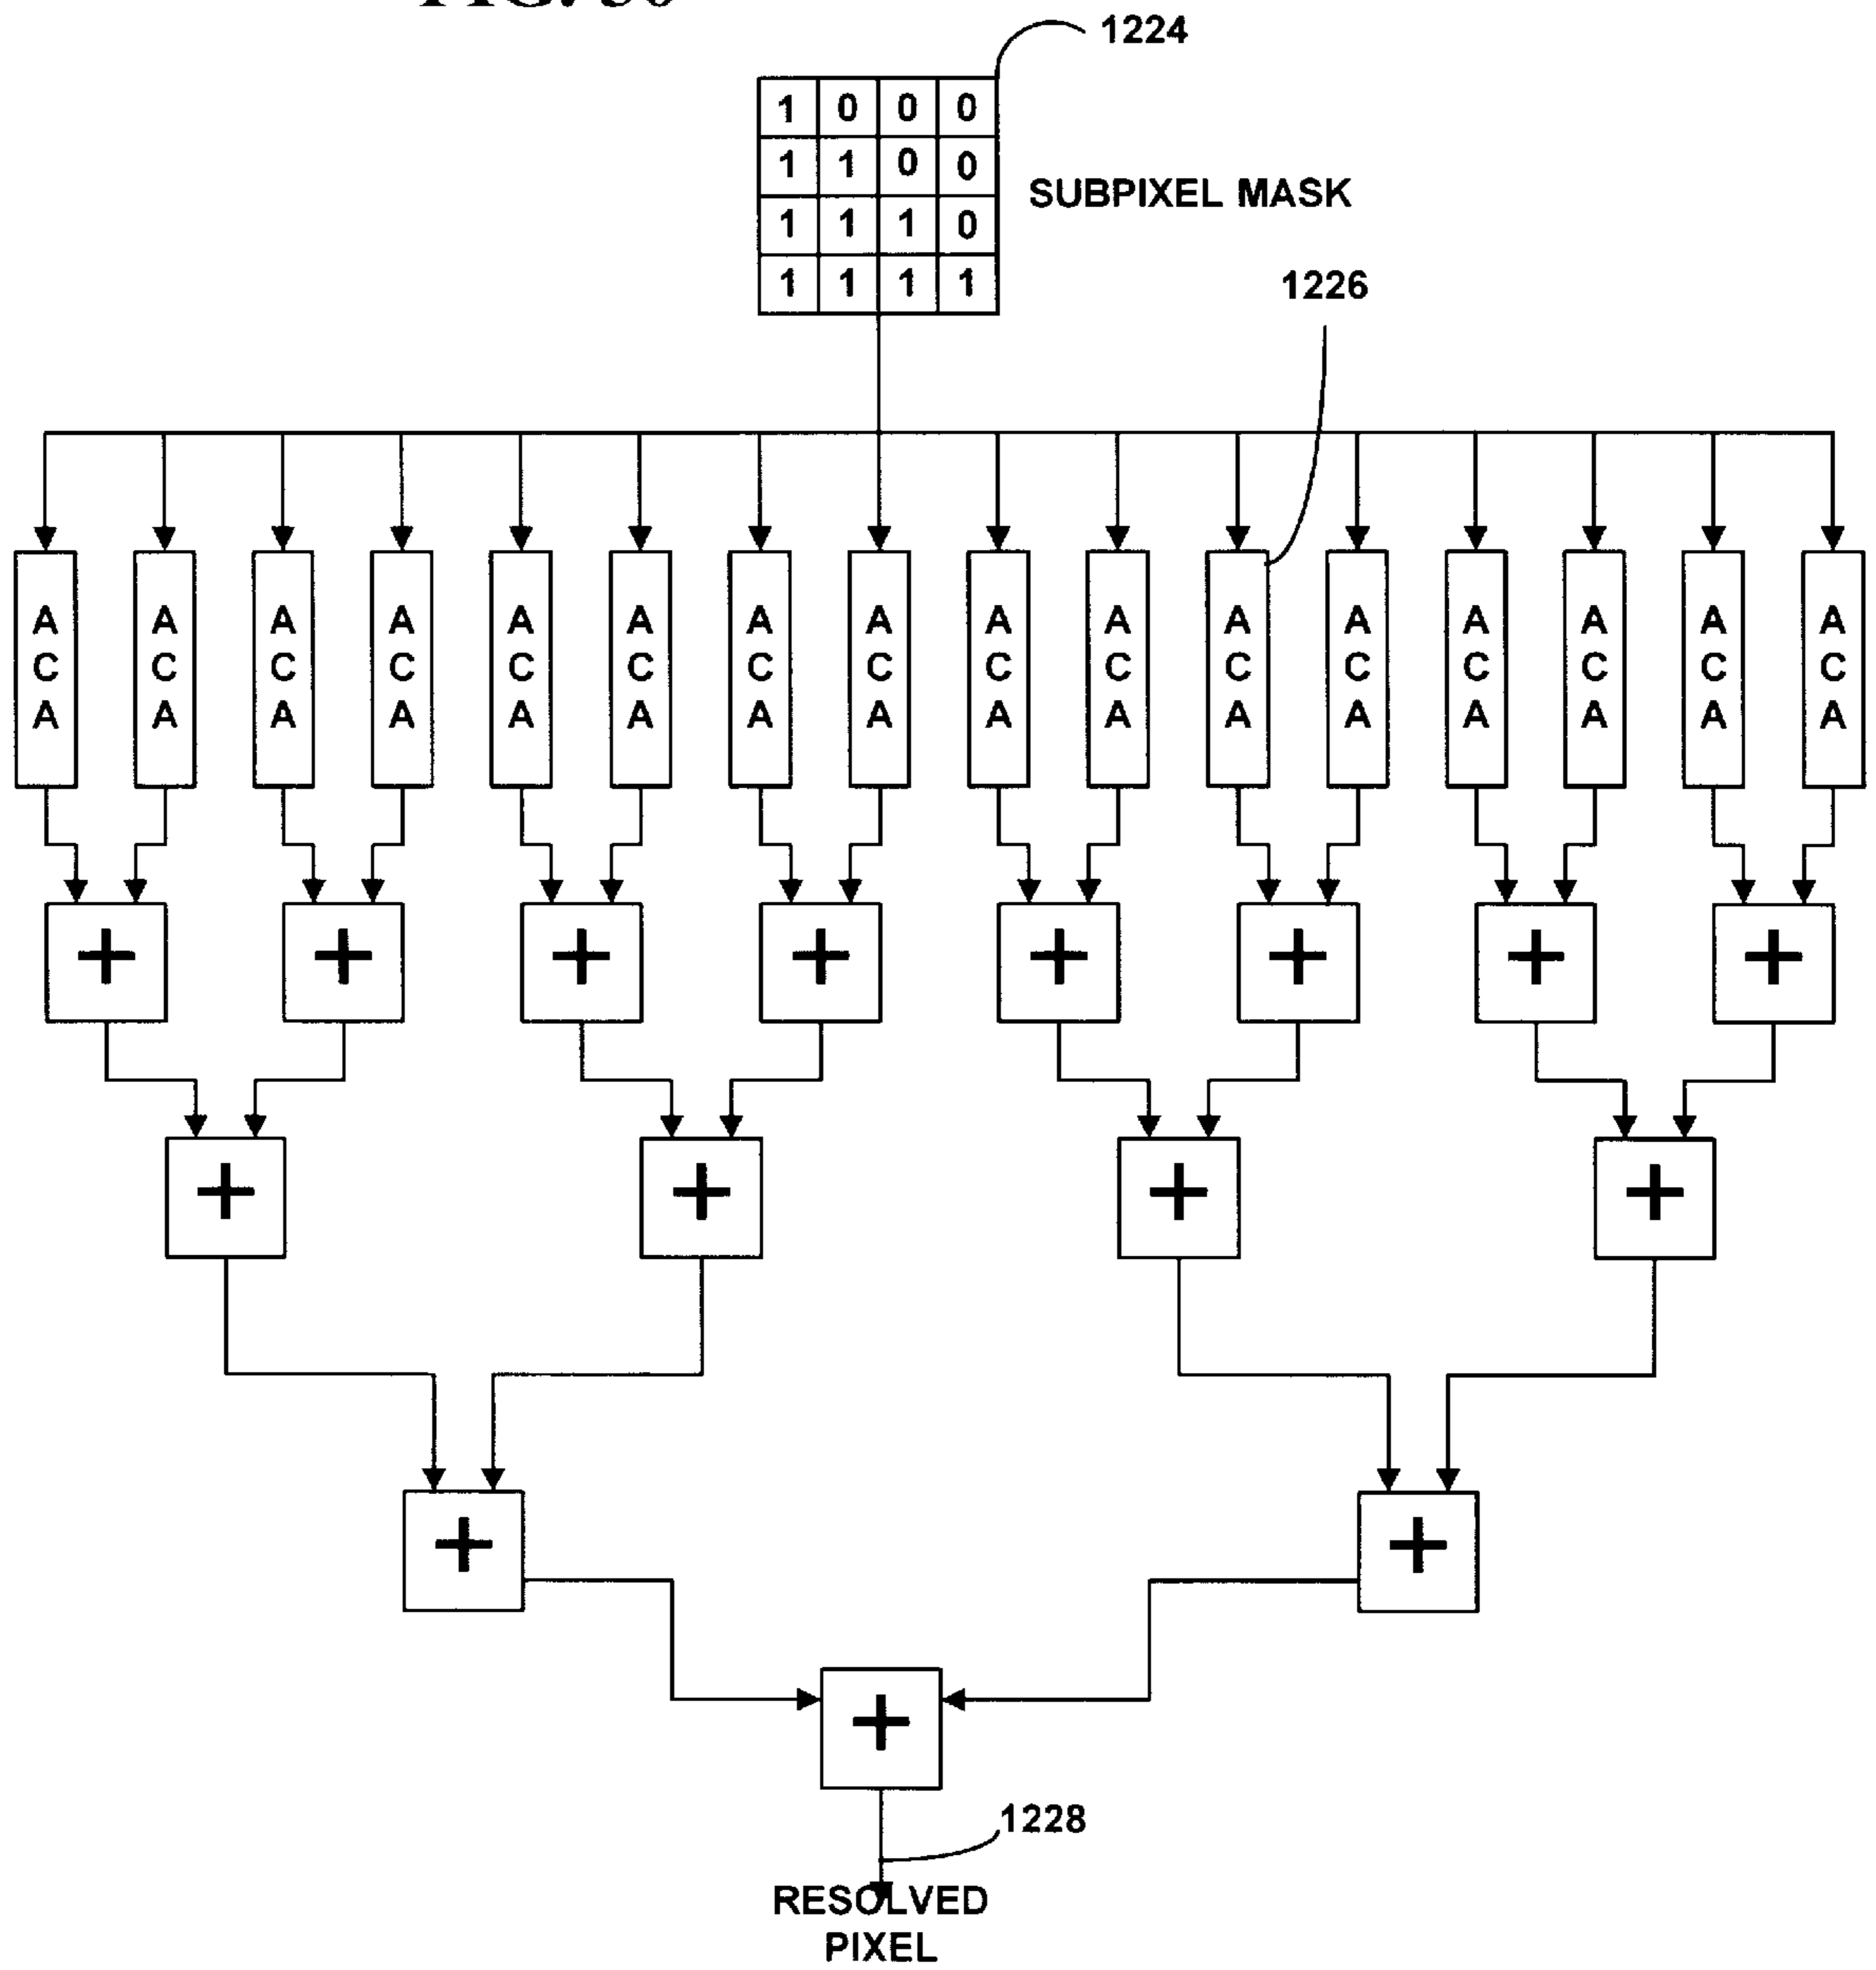 1224
1 0 0 0
1 1 0 0
1 1 1 0
1 1 1 1
SUBPIXEL MASK
1226
A A A A A A A A A A A A A A A A
C C C C C C C C C C C C C C C C
A A A A A A A A A A A A A A A A
+ + + + + + + +
+ + + +
+ +
+
1228
RESOLVED
PIXEL